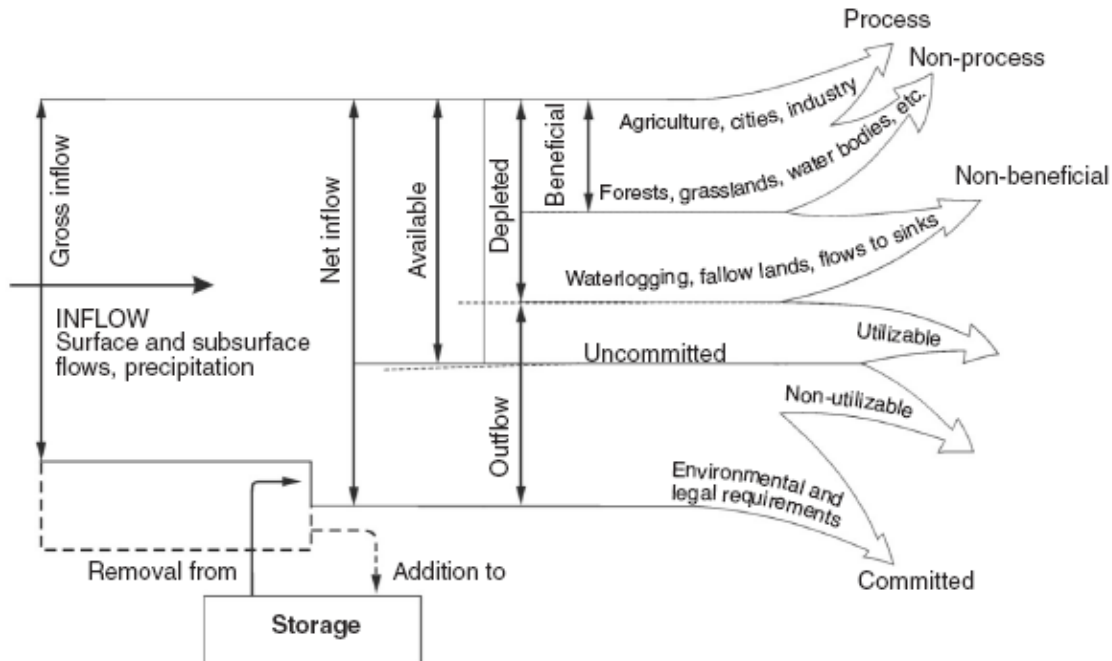 Process
Non-process
Agriculture, cities, industry
Forests, grasslands, water bodies, etc.
Non-beneficial
Waterlogging, fallow lands, flows to sinks
Gross inflow
Net inflow
Available
Depleted
Beneficial
INFLOW
Surface and subsurface
flows, precipitation
Uncommitted
Utilizable
Non-utilizable
Outflow
Environmental and
legal requirements
Committed
Removal from
Addition to
Storage